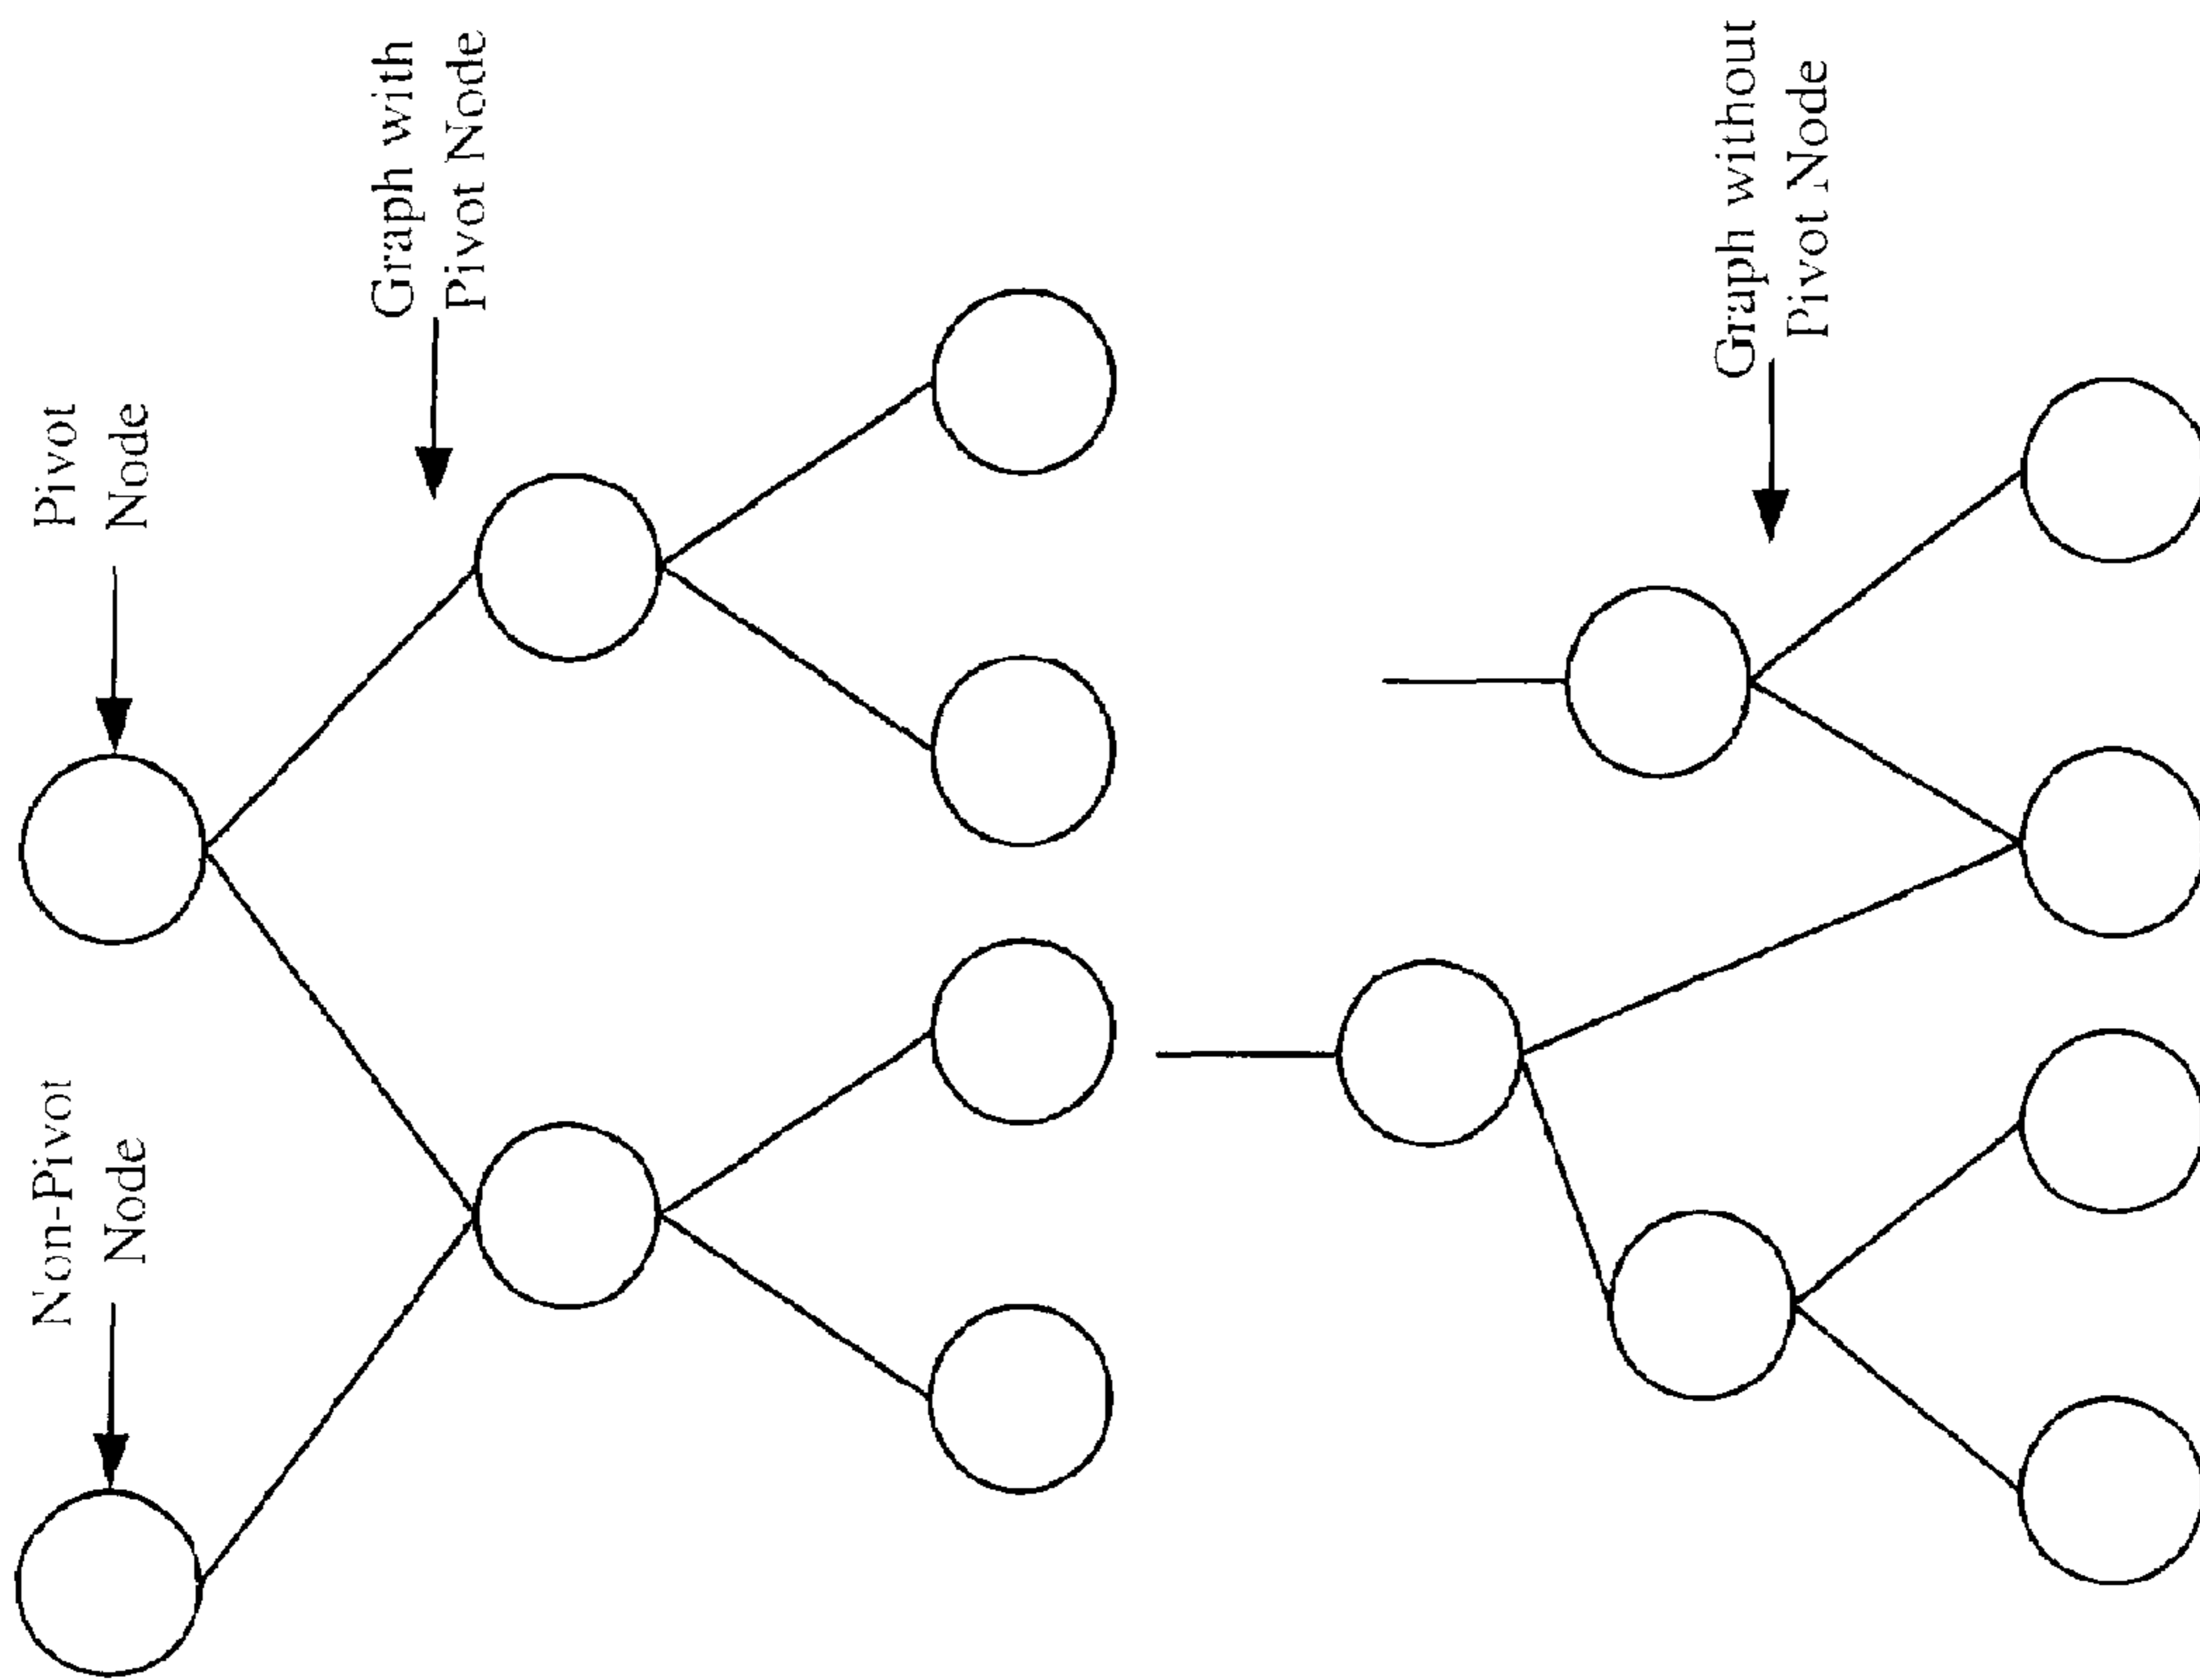 Non-Pivot
Node
Pivot
Node
Graph with
Pivot Node
Graph without
Pivot Node